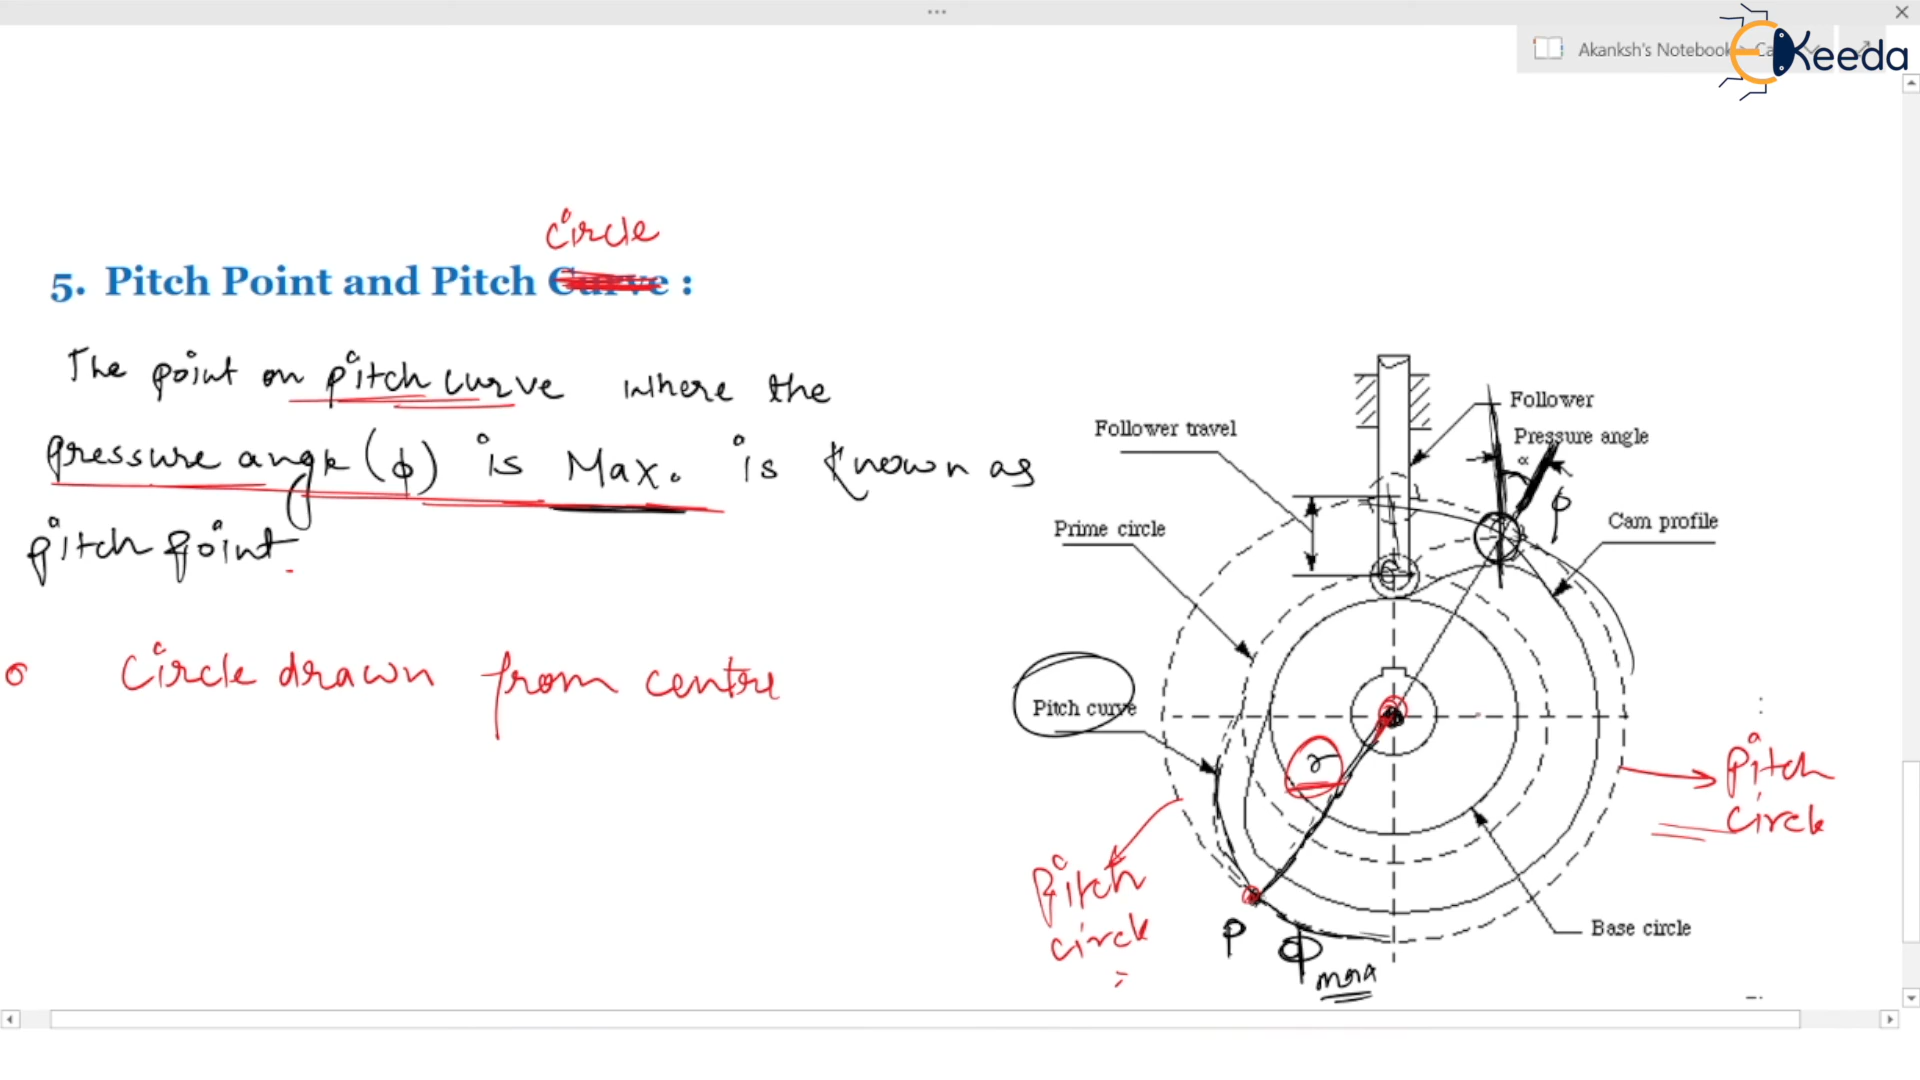 Akanksh's Notebook
eKeeda
circle
5. Pitch Point and Pitch Curve :
The point on pitch curve where the
pressure angle (ϕ) is Max. is known as
pitch point.
Circle drawn from centre
Follower
Follower travel
Pressure angle
α
ϕ
Prime circle
Cam profile
Pitch curve
r
Pitch
circle
Pitch
circle
Base circle
P
ϕmax